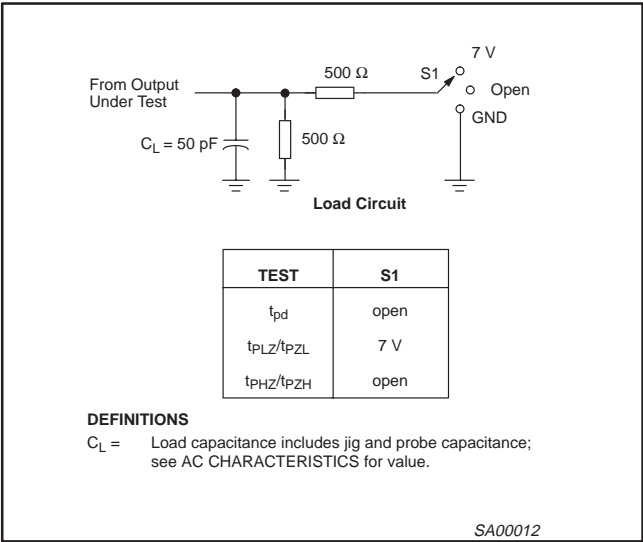 7 V
500 Ω
S1
Open
From Output
Under Test
GND
C_L = 50 pF
500 Ω
Load Circuit
TEST S1
t_pd open
t_PLZ/t_PZL 7 V
t_PHZ/t_PZH open
DEFINITIONS
C_L = Load capacitance includes jig and probe capacitance;
see AC CHARACTERISTICS for value.
SA00012